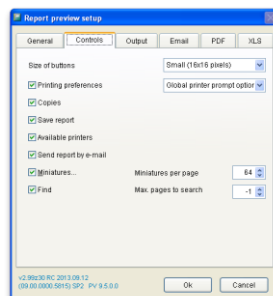 Report preview setup
General Controls Output Email PDF XLS
Size of buttons Small (16x16 pixels)
Printing preferences Global printer prompt option
Copies
Save report
Available printers
Send report by e-mail
Miniatures... Miniatures per page 64
Find Max. pages to search -1
v2.99z30 RC 2013.09.12
(09.00.0800.5815) SP2 PV 9.5.0.0
Ok Cancel